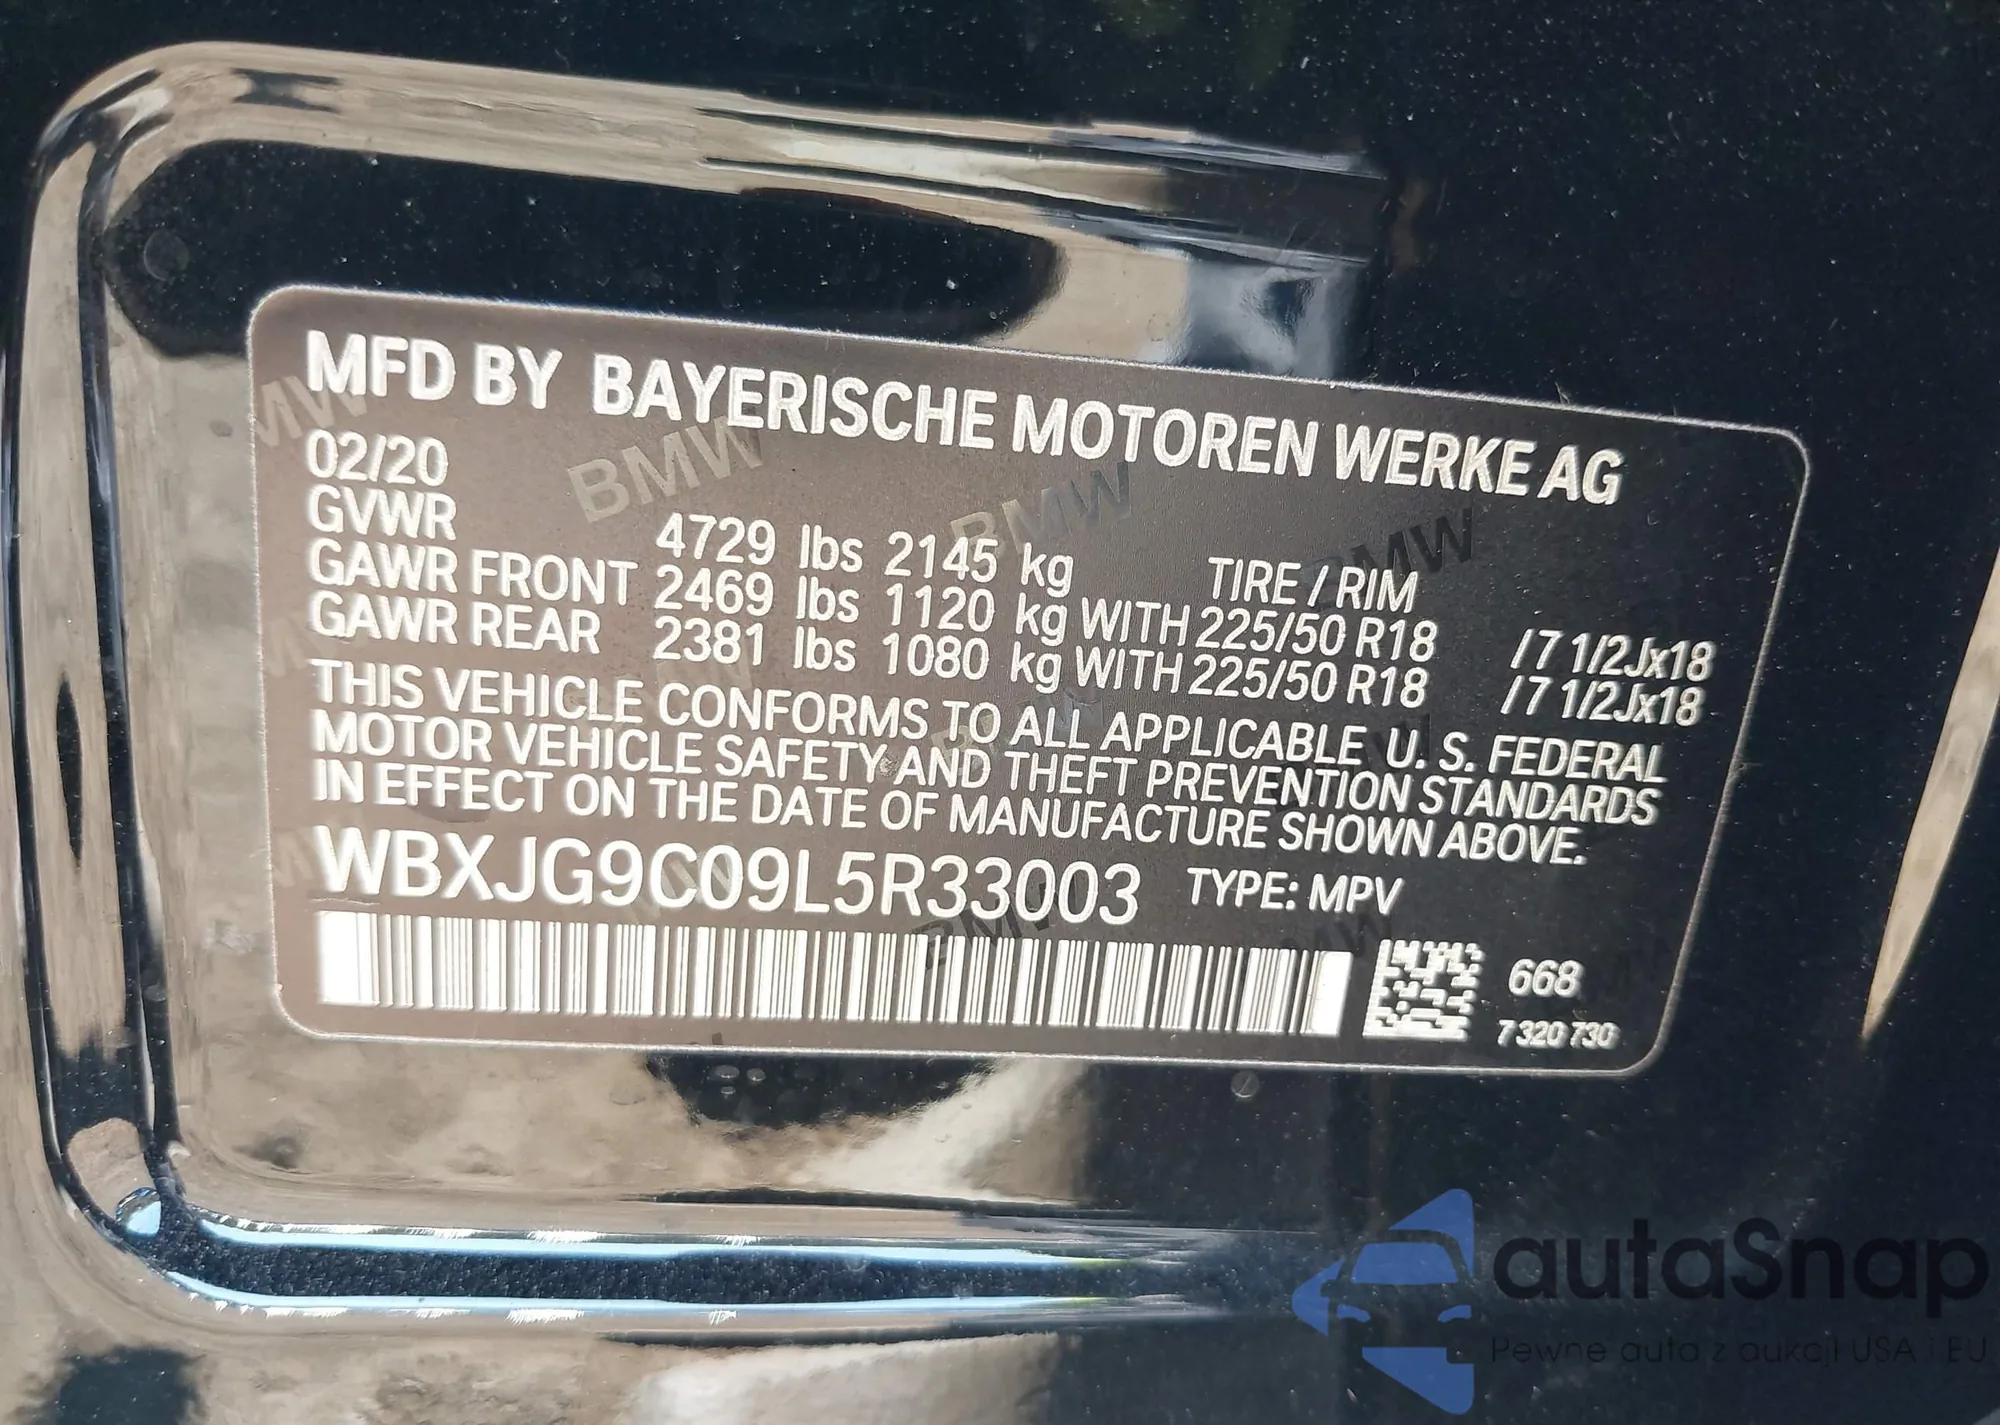 MFD BY BAYERISCHE MOTOREN WERKE AG
02/20
GVWR 4729 lbs 2145 kg TIRE / RIM
GAWR FRONT 2469 lbs 1120 kg WITH 225/50 R18 /7 1/2Jx18
GAWR REAR 2381 lbs 1080 kg WITH 225/50 R18 /7 1/2Jx18
THIS VEHICLE CONFORMS TO ALL APPLICABLE U. S. FEDERAL
MOTOR VEHICLE SAFETY AND THEFT PREVENTION STANDARDS
IN EFFECT ON THE DATE OF MANUFACTURE SHOWN ABOVE.
WBXJG9C09L5R33003 TYPE: MPV
668
7 320 730
autaSnap
Pewne auta z aukcji USA i EU